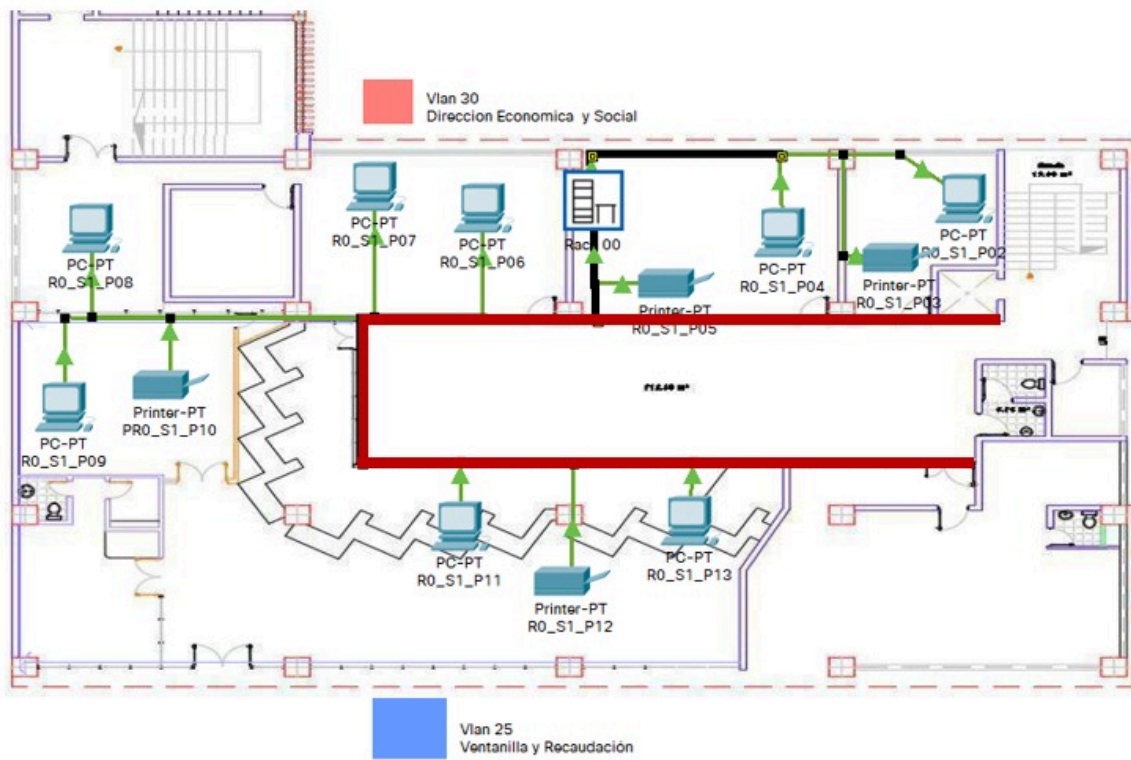 Vlan 30
Direccion Economica y Social
PC-PT
R0_S1_P08
PC-PT
R0_S1_P07
PC-PT
R0_S1_P06
Rack 00
PC-PT
R0_S1_P04
PC-PT
R0_S1_P02
Printer-PT
R0_S1_P03
Printer-PT
R0_S1_P05
PC-PT
R0_S1_P09
Printer-PT
PR0_S1_P10
PC-PT
R0_S1_P11
Printer-PT
R0_S1_P12
PC-PT
R0_S1_P13
Vlan 25
Ventanilla y Recaudación